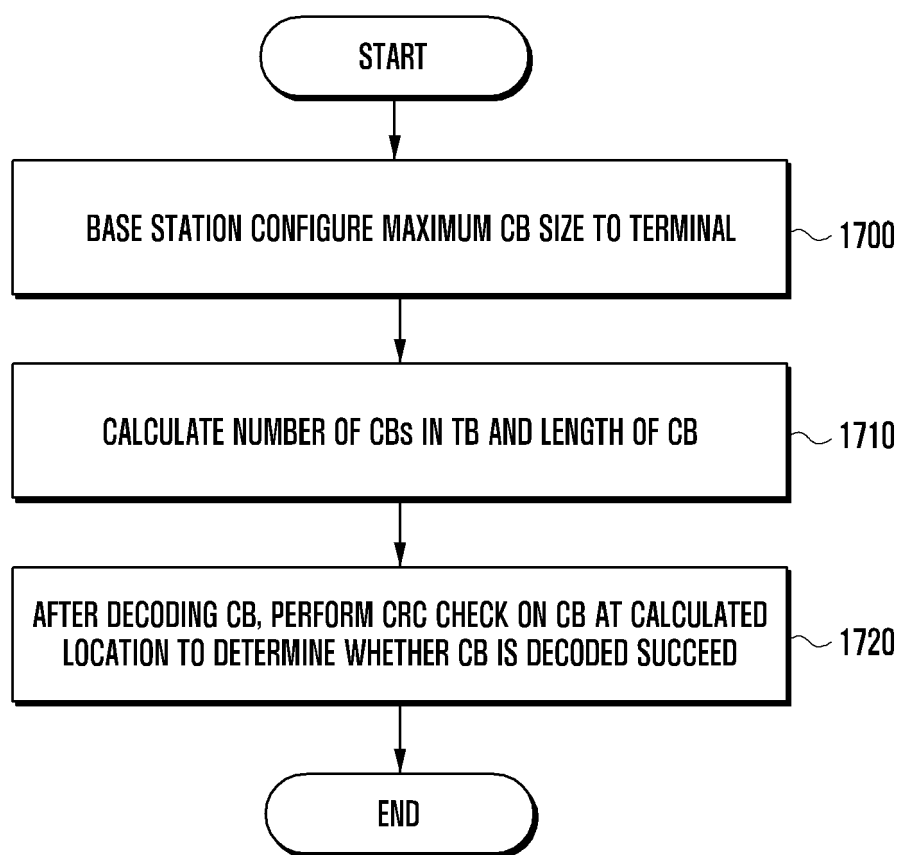 START
BASE STATION CONFIGURE MAXIMUM CB SIZE TO TERMINAL
1700
CALCULATE NUMBER OF CBs IN TB AND LENGTH OF CB
1710
AFTER DECODING CB, PERFORM CRC CHECK ON CB AT CALCULATED
LOCATION TO DETERMINE WHETHER CB IS DECODED SUCCEED
1720
END